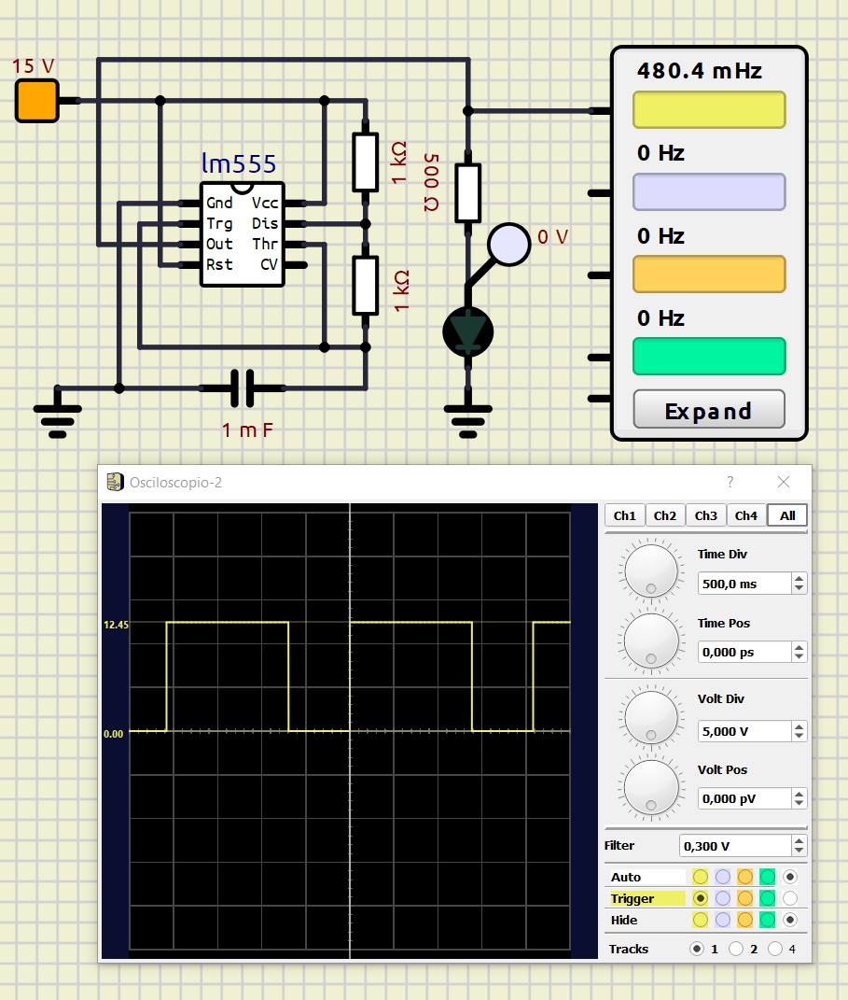 15 V
480.4 mHz
0 Hz
0 Hz
0 Hz
Expand
lm555
Gnd Vcc
Trg Dis
Out Thr
Rst CV
1 kΩ
1 kΩ
500 Ω
0 V
1 mF
Osciloscopio-2
?
Ch1 Ch2 Ch3 Ch4 All
12.45
0.00
Time Div
500,0 ms
Time Pos
0,000 ps
Volt Div
5,000 V
Volt Pos
0,000 pV
Filter 0,300 V
Auto
Trigger
Hide
Tracks 1 2 4